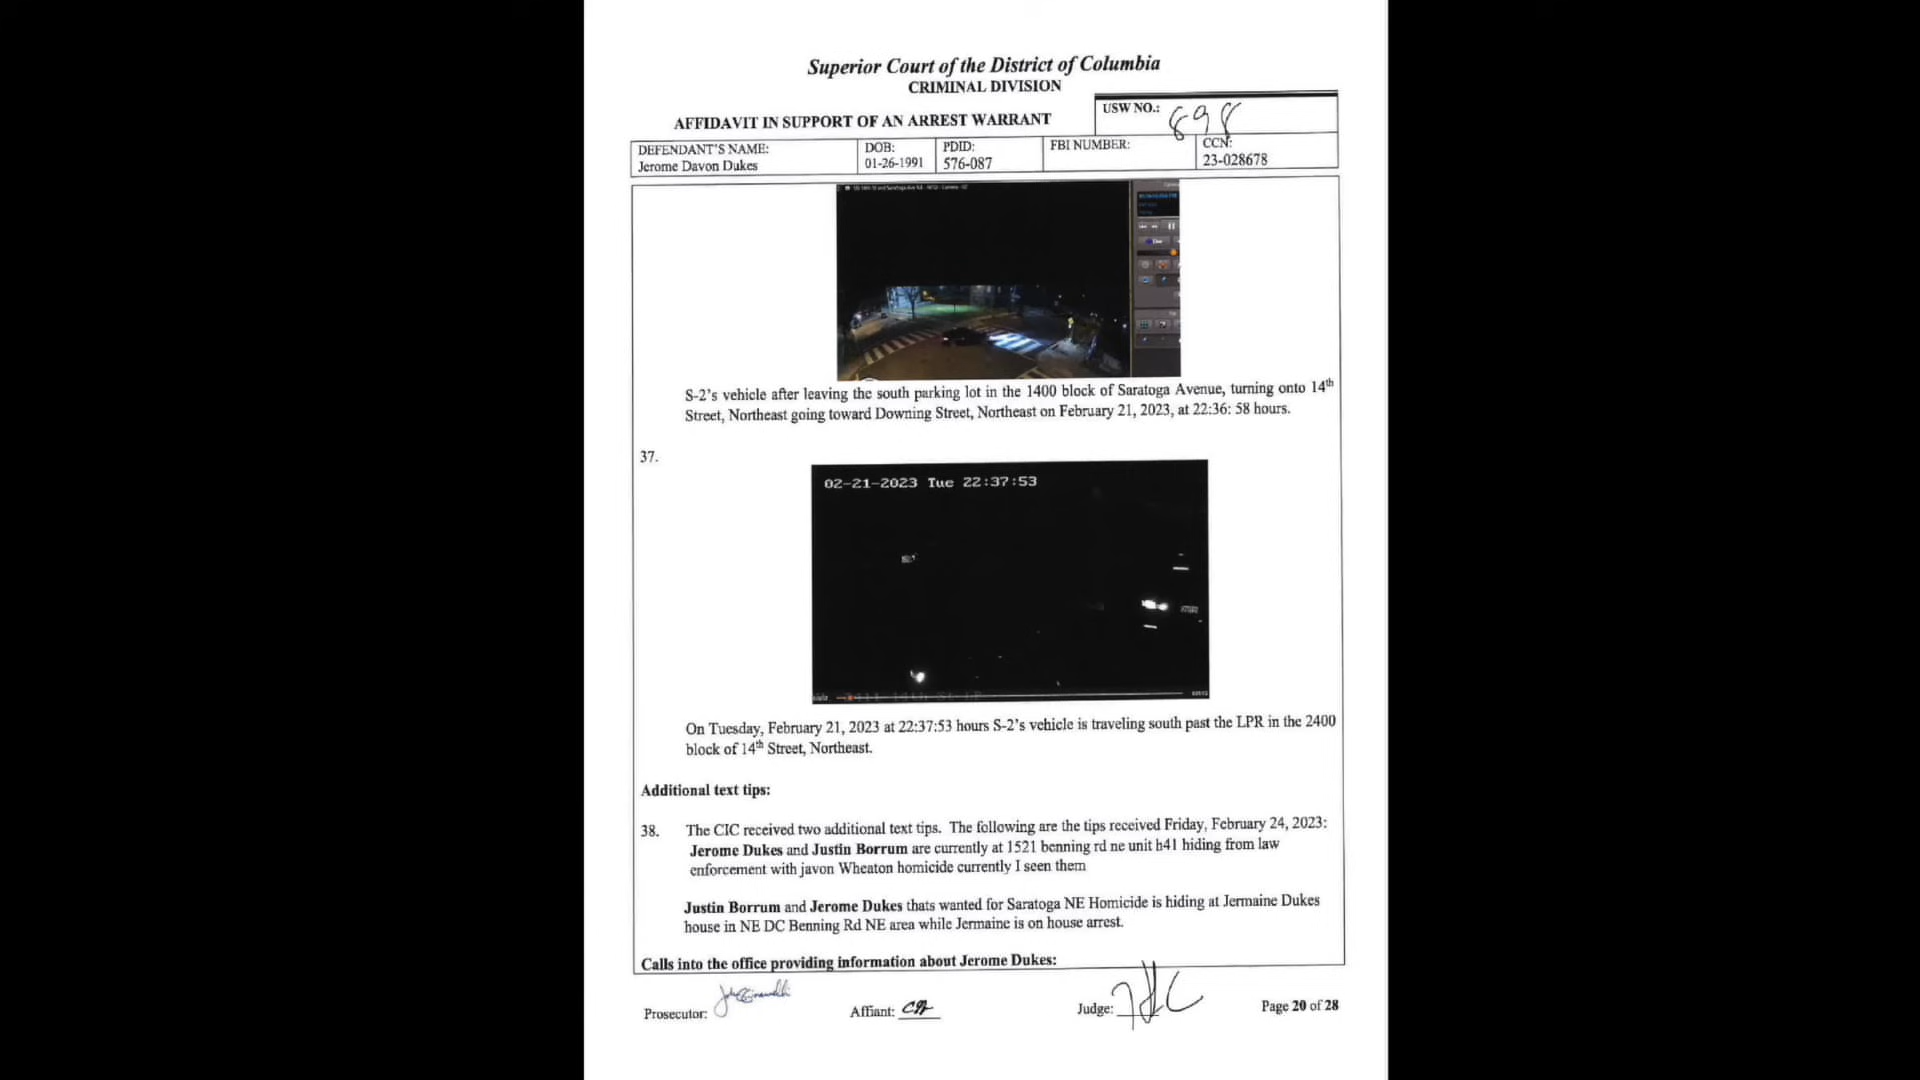 Superior Court of the District of Columbia
CRIMINAL DIVISION
AFFIDAVIT IN SUPPORT OF AN ARREST WARRANT
USW NO.: 898
DEFENDANT'S NAME:
Jerome Davon Dukes
DOB:
01-26-1991
PDID:
576-087
FBI NUMBER:
CCN:
23-028678
S-2's vehicle after leaving the south parking lot in the 1400 block of Saratoga Avenue, turning onto 14th
Street, Northeast going toward Downing Street, Northeast on February 21, 2023, at 22:36: 58 hours.
37.
02-21-2023 Tue 22:37:53
On Tuesday, February 21, 2023 at 22:37:53 hours S-2's vehicle is traveling south past the LPR in the 2400
block of 14th Street, Northeast.
Additional text tips:
38. The CIC received two additional text tips. The following are the tips received Friday, February 24, 2023:
Jerome Dukes and Justin Borrum are currently at 1521 benning rd ne unit b41 hiding from law
enforcement with javon Wheaton homicide currently I seen them
Justin Borrum and Jerome Dukes thats wanted for Saratoga NE Homicide is hiding at Jermaine Dukes
house in NE DC Benning Rd NE area while Jermaine is on house arrest.
Calls into the office providing information about Jerome Dukes:
Prosecutor:
Affiant:
Judge:
Page 20 of 28